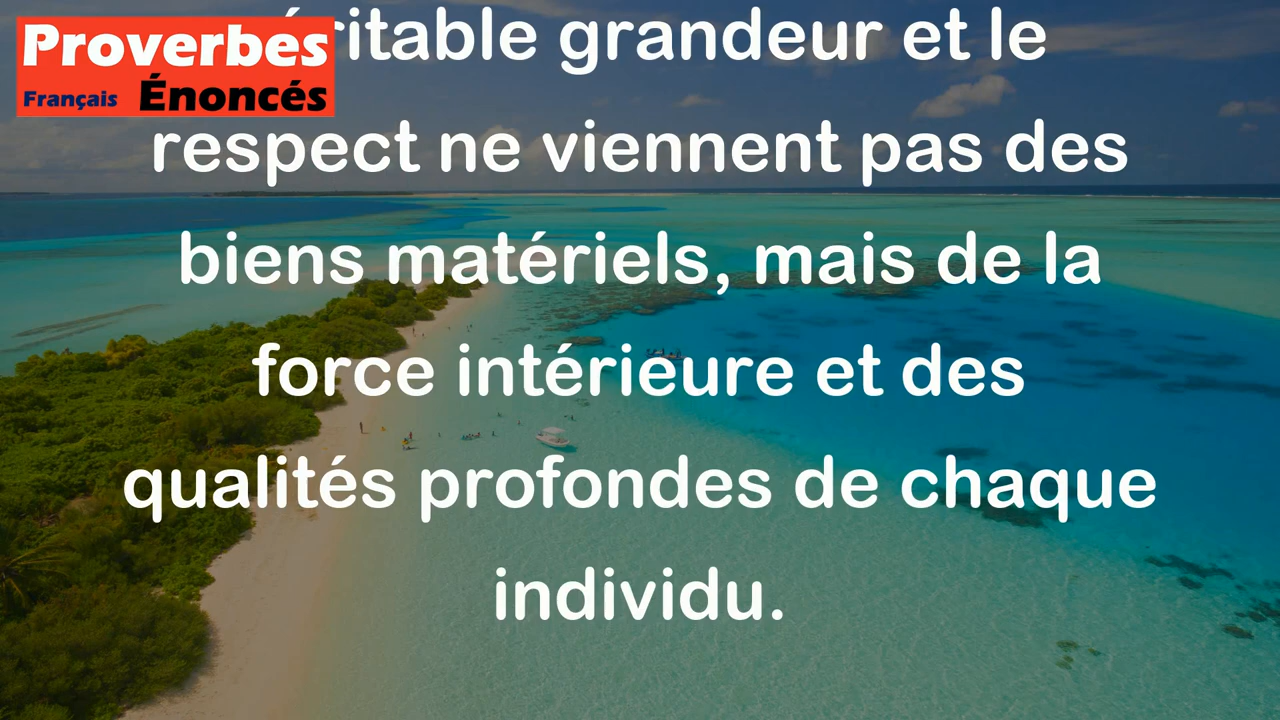 Proverbes
Français Énoncés
ritable grandeur et le
respect ne viennent pas des
biens matériels, mais de la
force intérieure et des
qualités profondes de chaque
individu.